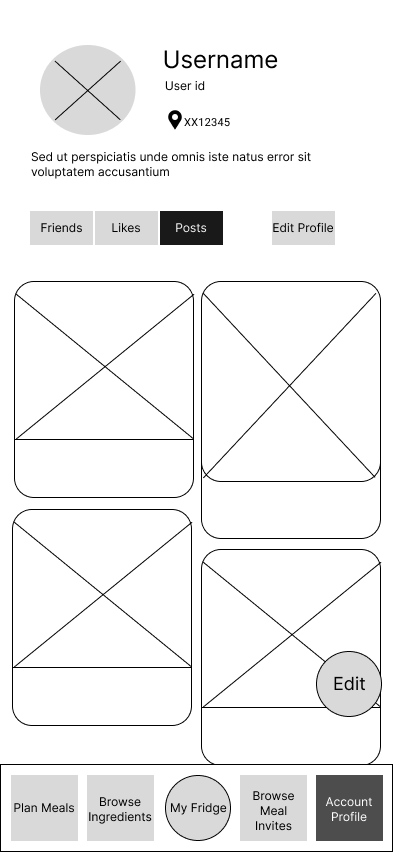 Username
User id
XX12345
Sed ut perspiciatis unde omnis iste natus error sit
voluptatem accusantium
Friends
Likes
Posts
Edit Profile
Edit
Plan Meals
Browse
Ingredients
My Fridge
Browse
Meal
Invites
Account
Profile